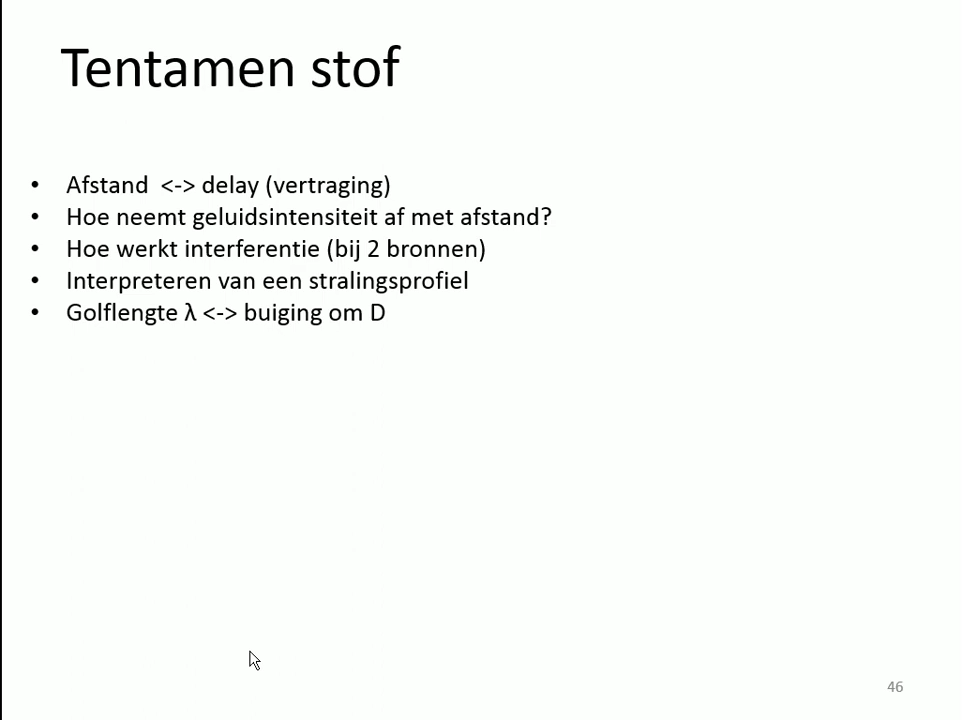 Tentamen stof
• Afstand <-> delay (vertraging)
• Hoe neemt geluidsintensiteit af met afstand?
• Hoe werkt interferentie (bij 2 bronnen)
• Interpreteren van een stralingsprofiel
• Golflengte λ <-> buiging om D
46